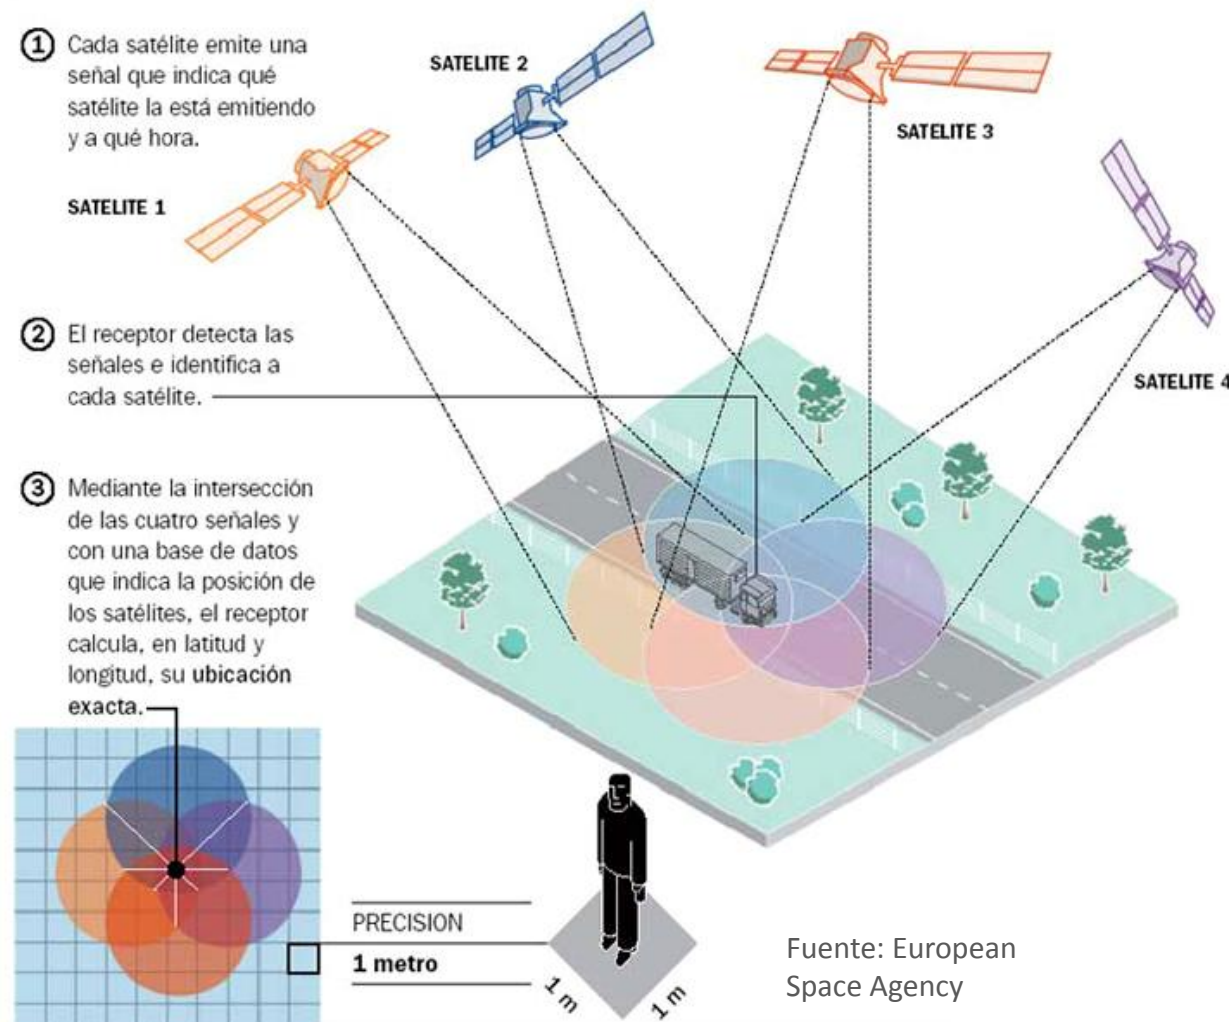 1 Cada satélite emite una
señal que indica qué
satélite la está emitiendo
y a qué hora.
SATELITE 1
SATELITE 2
SATELITE 3
SATELITE 4
2 El receptor detecta las
señales e identifica a
cada satélite.
3 Mediante la intersección
de las cuatro señales y
con una base de datos
que indica la posición de
los satélites, el receptor
calcula, en latitud y
longitud, su ubicación
exacta.
PRECISION
1 metro
1 m
1 m
Fuente: European
Space Agency